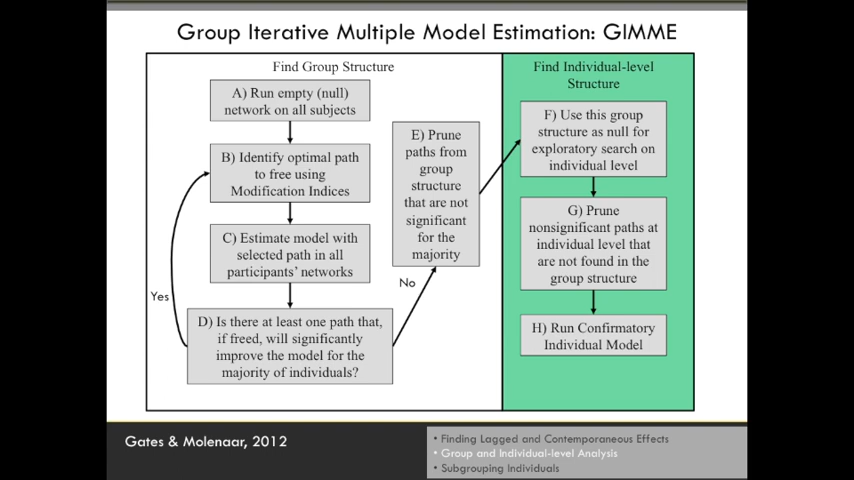 Group Iterative Multiple Model Estimation: GIMME
Find Group Structure
A) Run empty (null)
network on all subjects
B) Identify optimal path
to free using
Modification Indices
C) Estimate model with
selected path in all
participants' networks
Yes
D) Is there at least one path that,
if freed, will significantly
improve the model for the
majority of individuals?
No
E) Prune
paths from
group
structure
that are not
significant
for the
majority
Find Individual-level
Structure
F) Use this group
structure as null for
exploratory search on
individual level
G) Prune
nonsignificant paths at
individual level that
are not found in the
group structure
H) Run Confirmatory
Individual Model
Gates & Molenaar, 2012
• Finding Lagged and Contemporaneous Effects
• Group and Individual-level Analysis
• Subgrouping Individuals